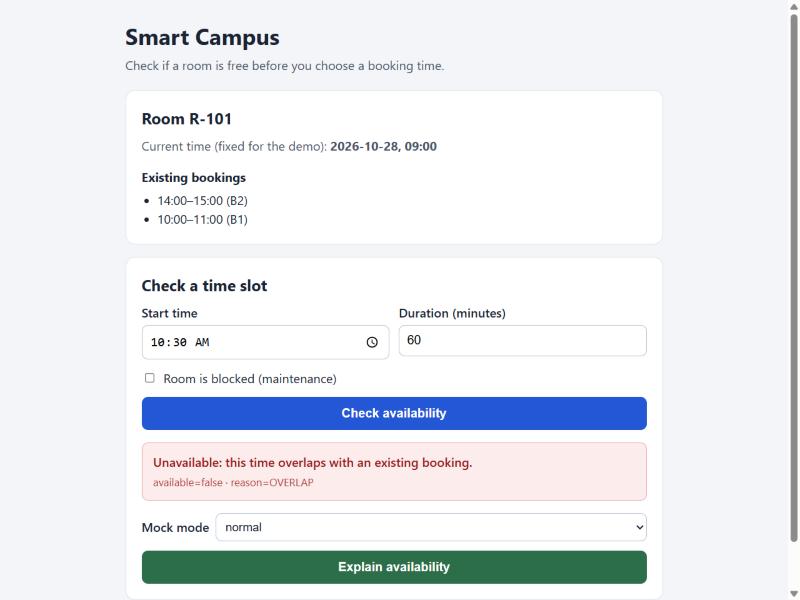 Smart Campus
Check if a room is free before you choose a booking time.
Room R-101
Current time (fixed for the demo): 2026-10-28, 09:00
Existing bookings
• 14:00–15:00 (B2)
• 10:00–11:00 (B1)
Check a time slot
Start time
Duration (minutes)
10:30 AM
60
Room is blocked (maintenance)
Check availability
Unavailable: this time overlaps with an existing booking.
available=false · reason=OVERLAP
Mock mode normal
Explain availability